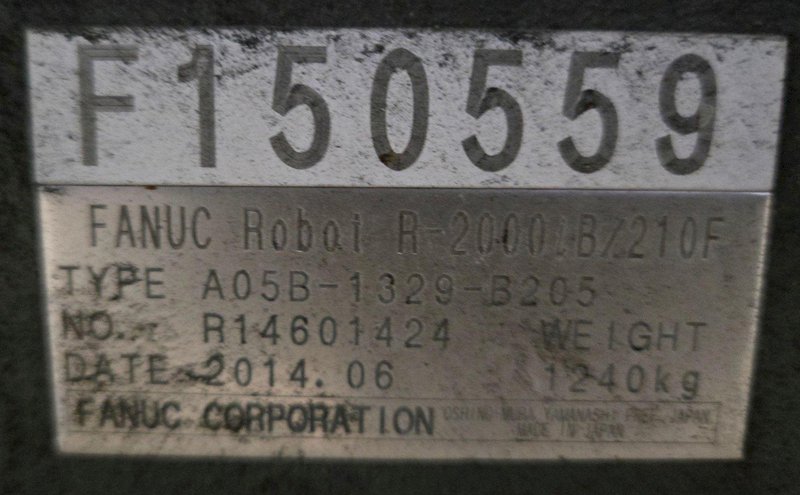 F150559
FANUC Robot R-2000iB/210F
TYPE A05B-1329-B205
NO. R14601424 WEIGHT
DATE 2014.06 1240kg
FANUC CORPORATION OSHINO-MURA, YAMANASHI PREF., JAPAN
MADE IN JAPAN